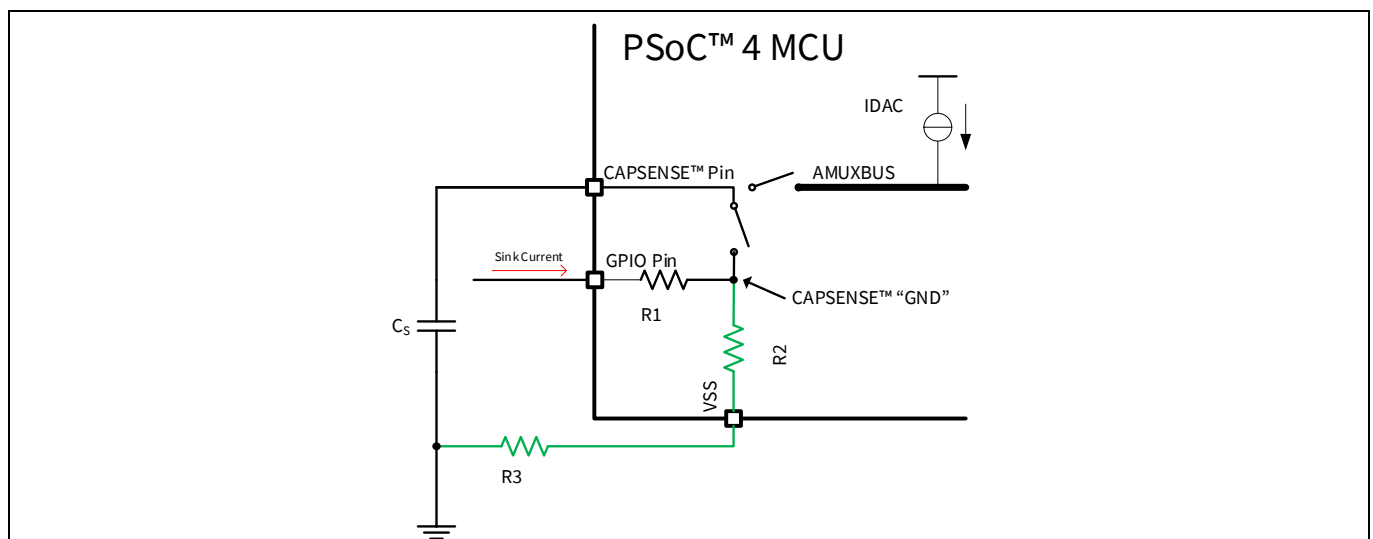 PSoC™ 4 MCU
IDAC
CAPSENSE™ Pin
AMUXBUS
Sink Current
GPIO Pin
CAPSENSE™ “GND”
R1
CS
R2
VSS
R3